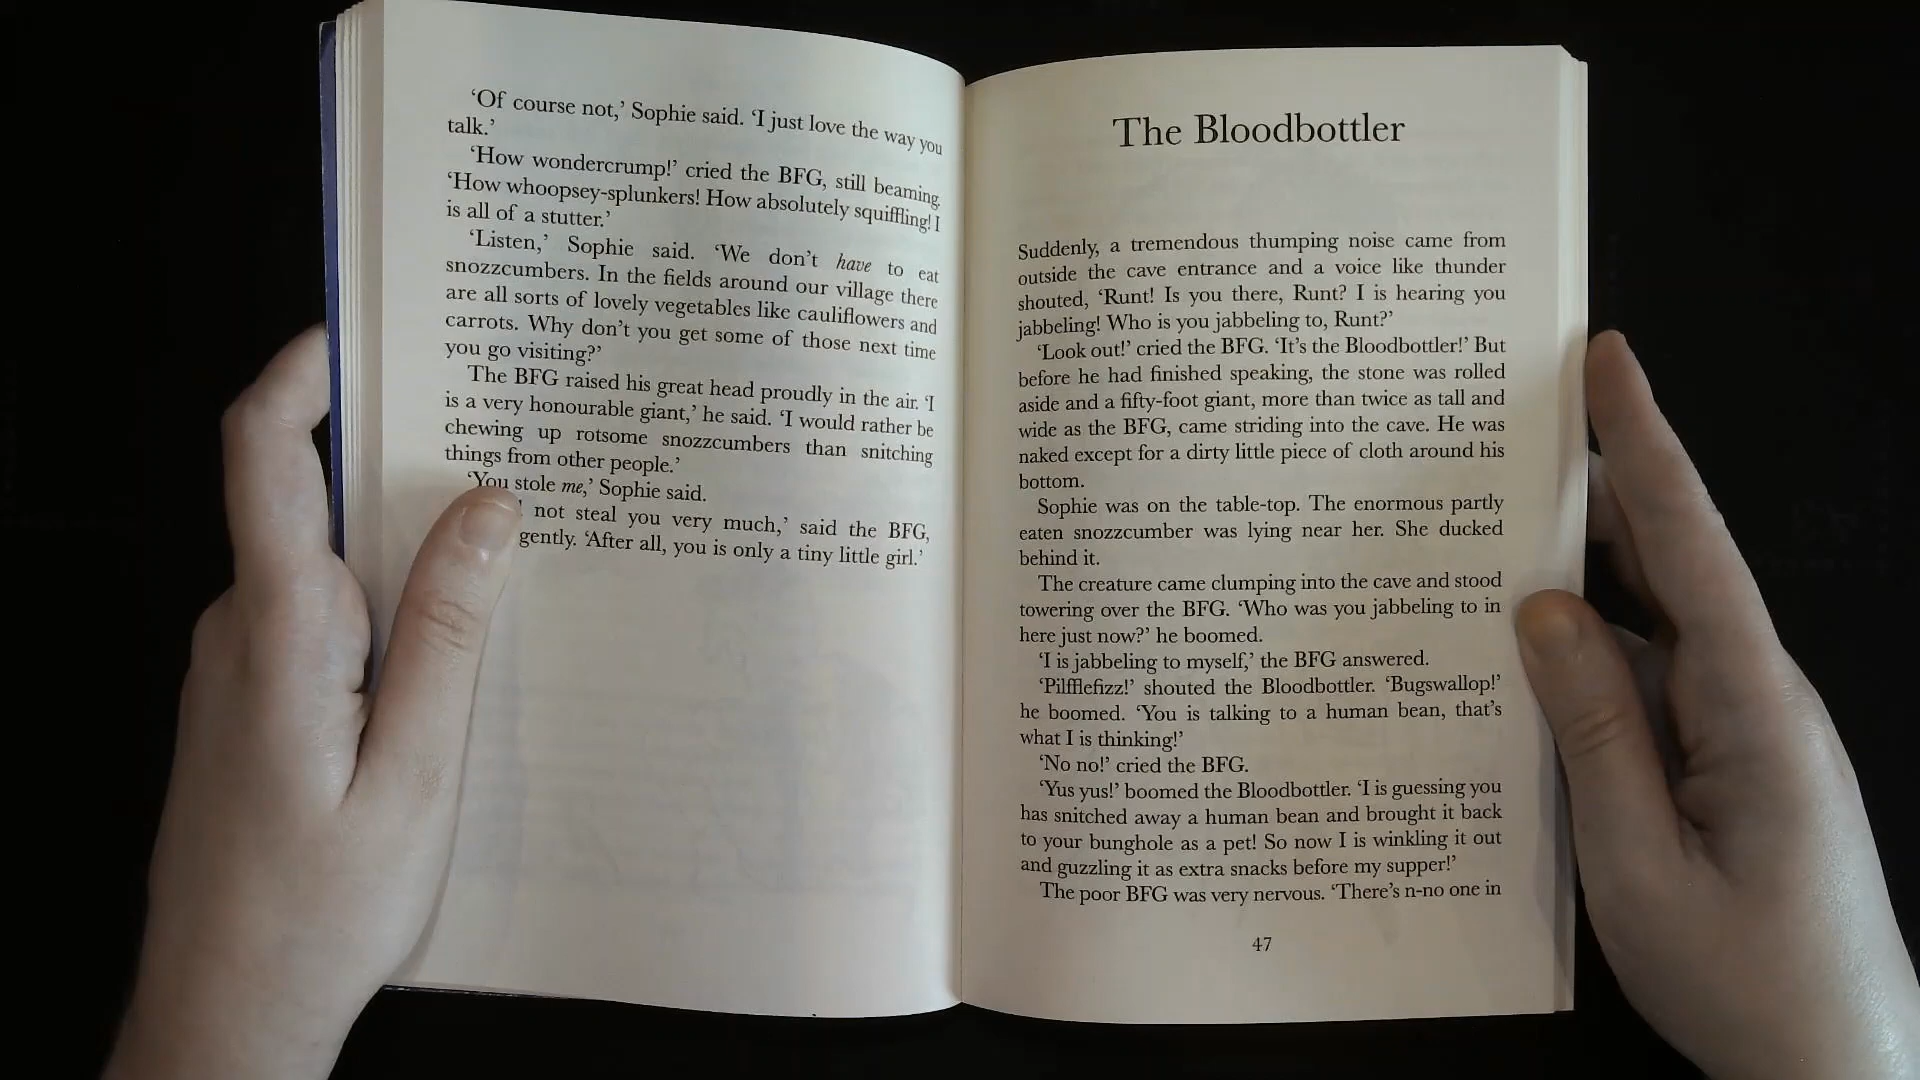 ‘Of course not,’ Sophie said. ‘I just love the way you
talk.’
‘How wondercrump!’ cried the BFG, still beaming.
‘How whoopsey-splunkers! How absolutely squiffling! I
is all of a stutter.’
‘Listen,’ Sophie said. ‘We don’t have to eat
snozzcumbers. In the fields around our village there
are all sorts of lovely vegetables like cauliflowers and
carrots. Why don’t you get some of those next time
you go visiting?’
The BFG raised his great head proudly in the air. ‘I
is a very honourable giant,’ he said. ‘I would rather be
chewing up rotsome snozzcumbers than snitching
things from other people.’
‘You stole me,’ Sophie said.
not steal you very much,’ said the BFG,
gently. ‘After all, you is only a tiny little girl.’
The Bloodbottler
Suddenly, a tremendous thumping noise came from
outside the cave entrance and a voice like thunder
shouted, ‘Runt! Is you there, Runt? I is hearing you
jabbeling! Who is you jabbeling to, Runt?’
‘Look out!’ cried the BFG. ‘It’s the Bloodbottler!’ But
before he had finished speaking, the stone was rolled
aside and a fifty-foot giant, more than twice as tall and
wide as the BFG, came striding into the cave. He was
naked except for a dirty little piece of cloth around his
bottom.
Sophie was on the table-top. The enormous partly
eaten snozzcumber was lying near her. She ducked
behind it.
The creature came clumping into the cave and stood
towering over the BFG. ‘Who was you jabbeling to in
here just now?’ he boomed.
‘I is jabbeling to myself,’ the BFG answered.
‘Pilfflefizz!’ shouted the Bloodbottler. ‘Bugswallop!’
he boomed. ‘You is talking to a human bean, that’s
what I is thinking!’
‘No no!’ cried the BFG.
‘Yus yus!’ boomed the Bloodbottler. ‘I is guessing you
has snitched away a human bean and brought it back
to your bunghole as a pet! So now I is winkling it out
and guzzling it as extra snacks before my supper!’
The poor BFG was very nervous. ‘There’s n-no one in
47